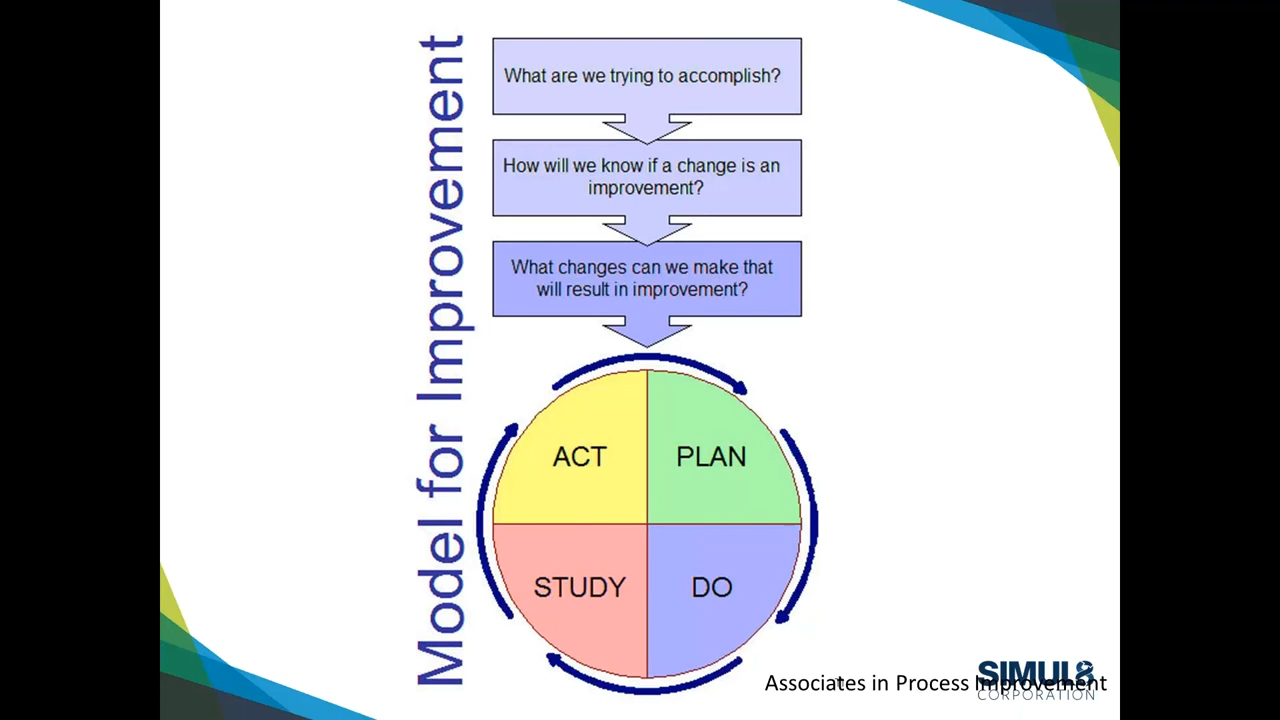 Model for Improvement
What are we trying to accomplish?
How will we know if a change is an
improvement?
What changes can we make that
will result in improvement?
ACT
PLAN
STUDY
DO
SIMUL8
CORPORATION
Associates in Process Improvement